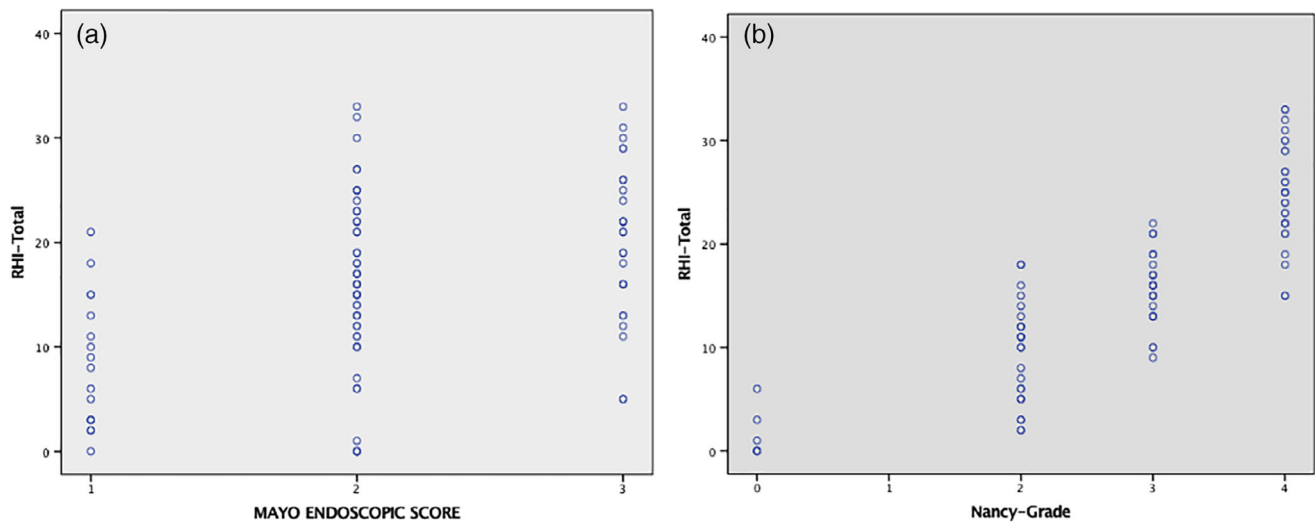 (a)
40
30
20
10
0
RHI-Total
1 2 3
MAYO ENDOSCOPIC SCORE
(b)
40
30
20
10
0
RHI-Total
0 1 2 3 4
Nancy-Grade